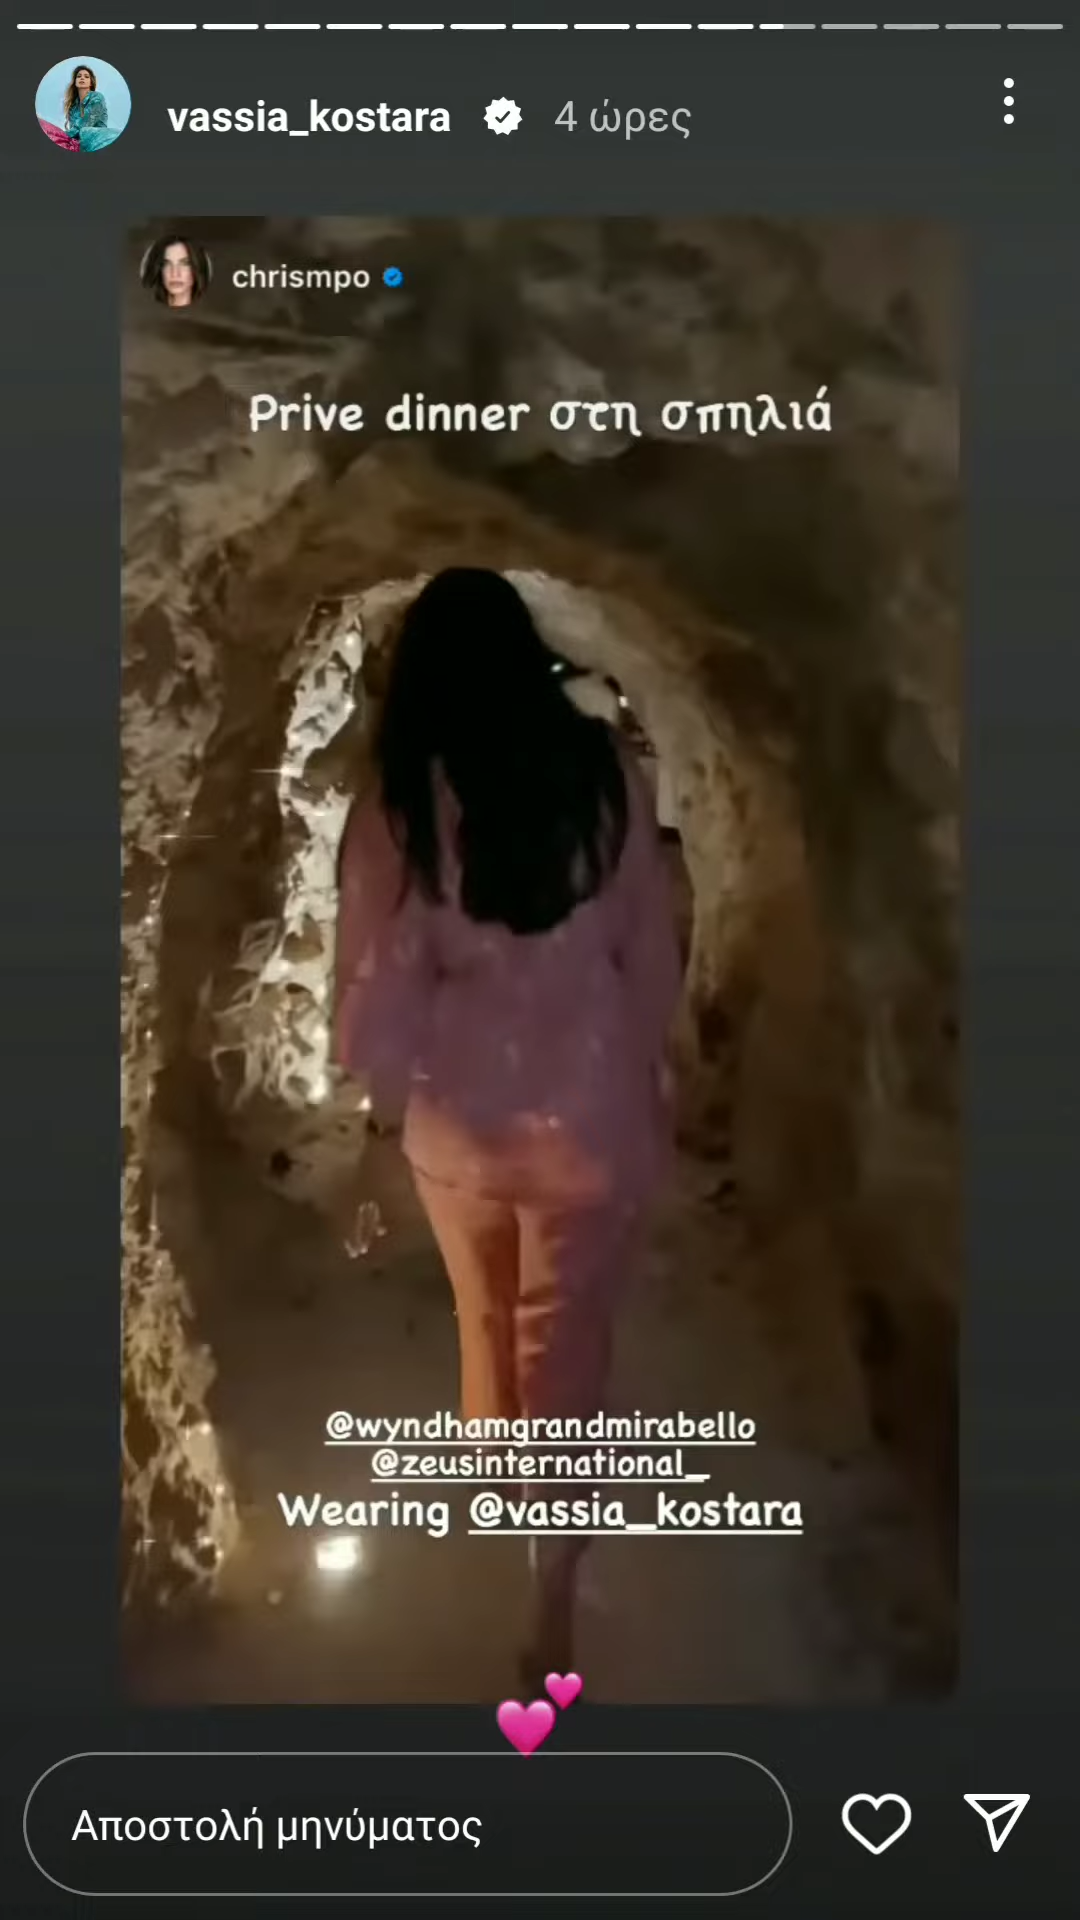 vassia_kostara 4 ώρες
chrismpo
Prive dinner στη σπηλιά
@wyndhamgrandmirabello
@zeusinternational_
Wearing @vassia_kostara
Αποστολή μηνύματος